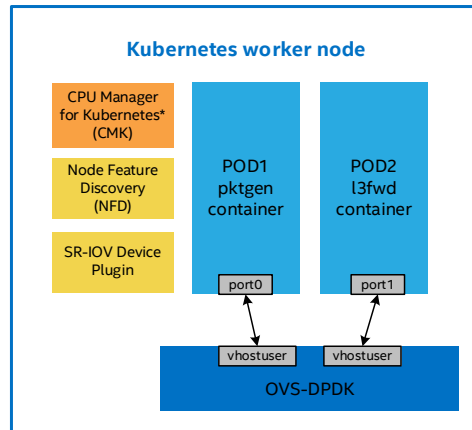 Kubernetes worker node
CPU Manager
for Kubernetes*
(CMK)
Node Feature
Discovery
(NFD)
SR-IOV Device
Plugin
POD1
pktgen
container
port0
POD2
l3fwd
container
port1
vhostuser
vhostuser
OVS-DPDK